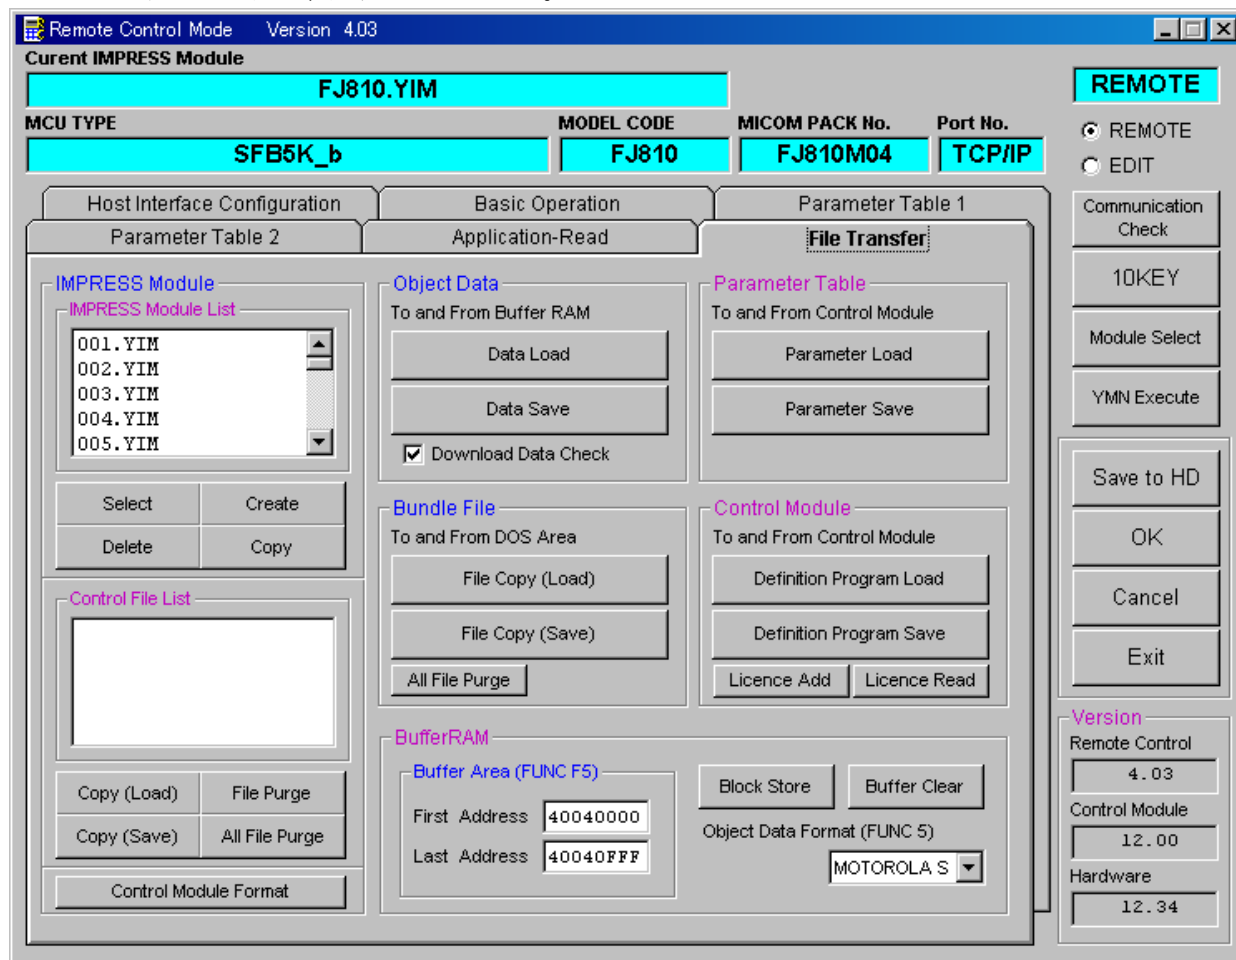 Remote Control Mode Version 4.03
Curent IMPRESS Module
FJ810.YIM
REMOTE
MCU TYPE MODEL CODE MICOM PACK No. Port No.
SFB5K_b FJ810 FJ810M04 TCP/IP
REMOTE
EDIT
Host Interface Configuration Basic Operation Parameter Table 1
Parameter Table 2 Application-Read File Transfer
Communication
Check
10KEY
Module Select
YMN Execute
IMPRESS Module
IMPRESS Module List
001.YIM
002.YIM
003.YIM
004.YIM
005.YIM
Select Create
Delete Copy
Object Data
To and From Buffer RAM
Data Load
Data Save
Download Data Check
Parameter Table
To and From Control Module
Parameter Load
Parameter Save
Control File List
Copy (Load) File Purge
Copy (Save) All File Purge
Control Module Format
Bundle File
To and From DOS Area
File Copy (Load)
File Copy (Save)
All File Purge
Control Module
To and From Control Module
Definition Program Load
Definition Program Save
Licence Add Licence Read
BufferRAM
Buffer Area (FUNC F5)
First Address 40040000
Last Address 40040FFF
Block Store Buffer Clear
Object Data Format (FUNC 5)
MOTOROLA S
Save to HD
OK
Cancel
Exit
Version
Remote Control
4.03
Control Module
12.00
Hardware
12.34